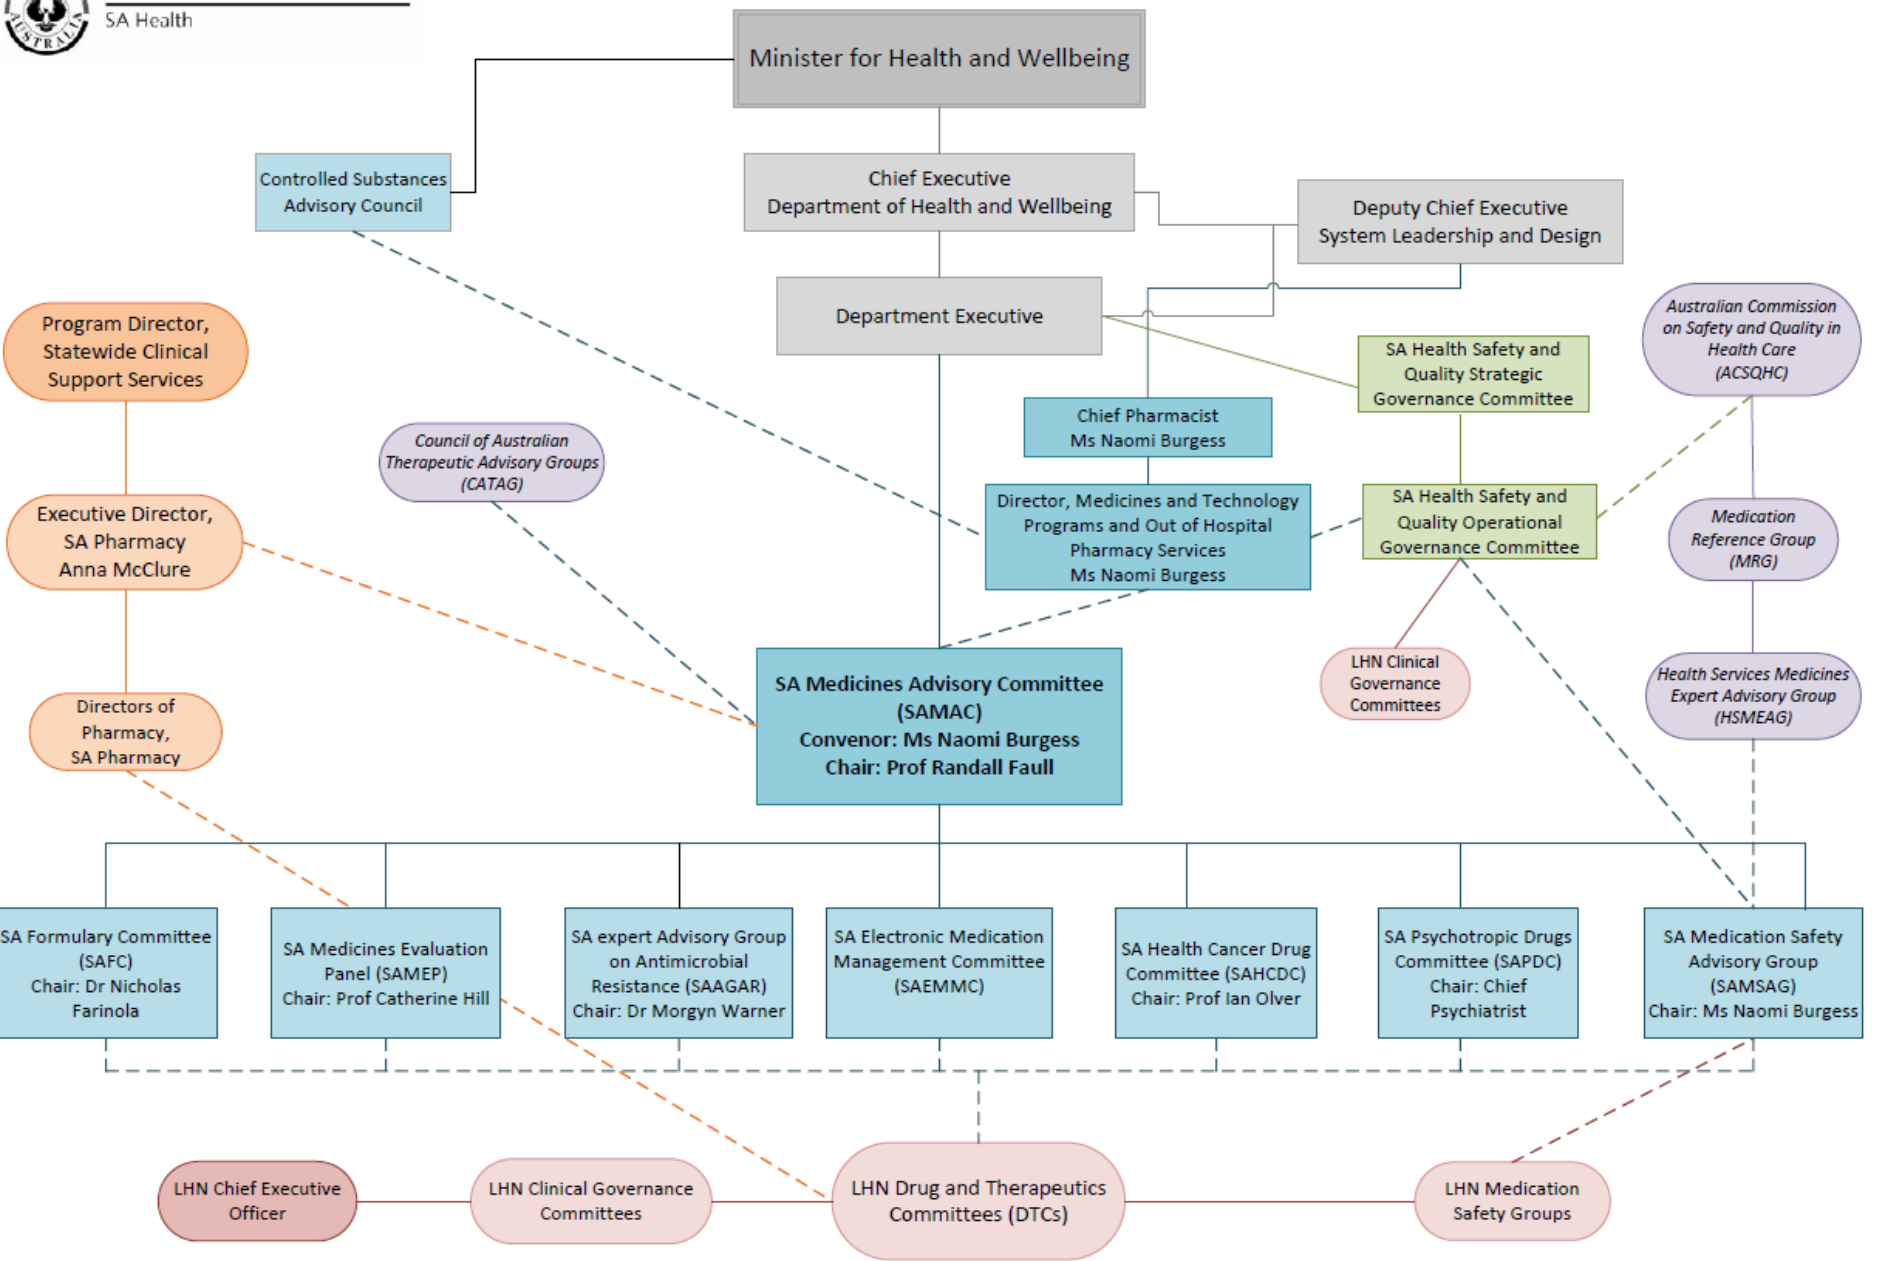 AUSTRALIA
SA Health
Minister for Health and Wellbeing
Controlled Substances
Advisory Council
Chief Executive
Department of Health and Wellbeing
Deputy Chief Executive
System Leadership and Design
Department Executive
Program Director,
Statewide Clinical
Support Services
Australian Commission
on Safety and Quality in
Health Care
(ACSQHC)
SA Health Safety and
Quality Strategic
Governance Committee
Chief Pharmacist
Ms Naomi Burgess
Council of Australian
Therapeutic Advisory Groups
(CATAG)
Executive Director,
SA Pharmacy
Anna McClure
Director, Medicines and Technology
Programs and Out of Hospital
Pharmacy Services
Ms Naomi Burgess
SA Health Safety and
Quality Operational
Governance Committee
Medication
Reference Group
(MRG)
LHN Clinical
Governance
Committees
Health Services Medicines
Expert Advisory Group
(HSMEAG)
Directors of
Pharmacy,
SA Pharmacy
SA Medicines Advisory Committee
(SAMAC)
Convenor: Ms Naomi Burgess
Chair: Prof Randall Faull
SA Formulary Committee
(SAFC)
Chair: Dr Nicholas
Farinola
SA Medicines Evaluation
Panel (SAMEP)
Chair: Prof Catherine Hill
SA expert Advisory Group
on Antimicrobial
Resistance (SAAGAR)
Chair: Dr Morgyn Warner
SA Electronic Medication
Management Committee
(SAEMMC)
SA Health Cancer Drug
Committee (SAHCDC)
Chair: Prof Ian Olver
SA Psychotropic Drugs
Committee (SAPDC)
Chair: Chief
Psychiatrist
SA Medication Safety
Advisory Group
(SAMSAG)
Chair: Ms Naomi Burgess
LHN Chief Executive
Officer
LHN Clinical Governance
Committees
LHN Drug and Therapeutics
Committees (DTCs)
LHN Medication
Safety Groups